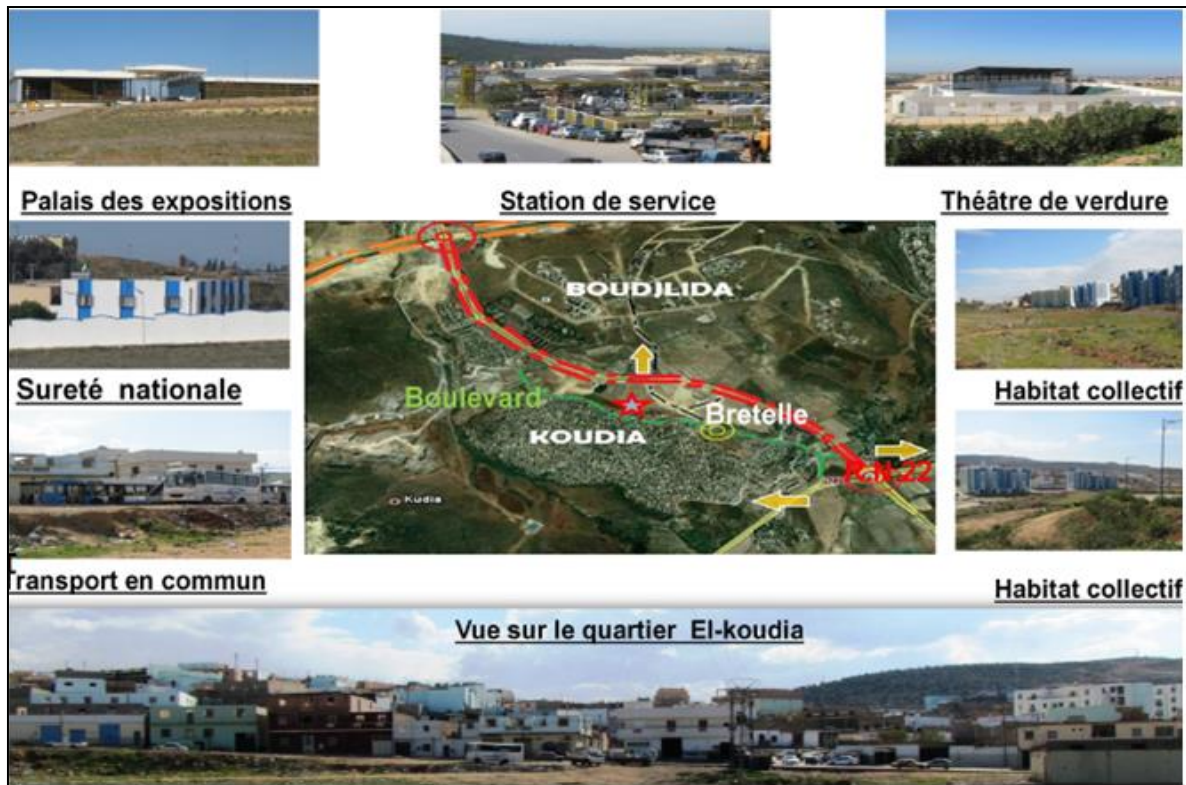 Palais des expositions
Station de service
Théâtre de verdure
BOUDJLIDA
Sureté nationale
Habitat collectif
Boulevard
Bretelle
KOUDIA
R.N 22
Kudia
Transport en commun
Habitat collectif
Vue sur le quartier El-koudia